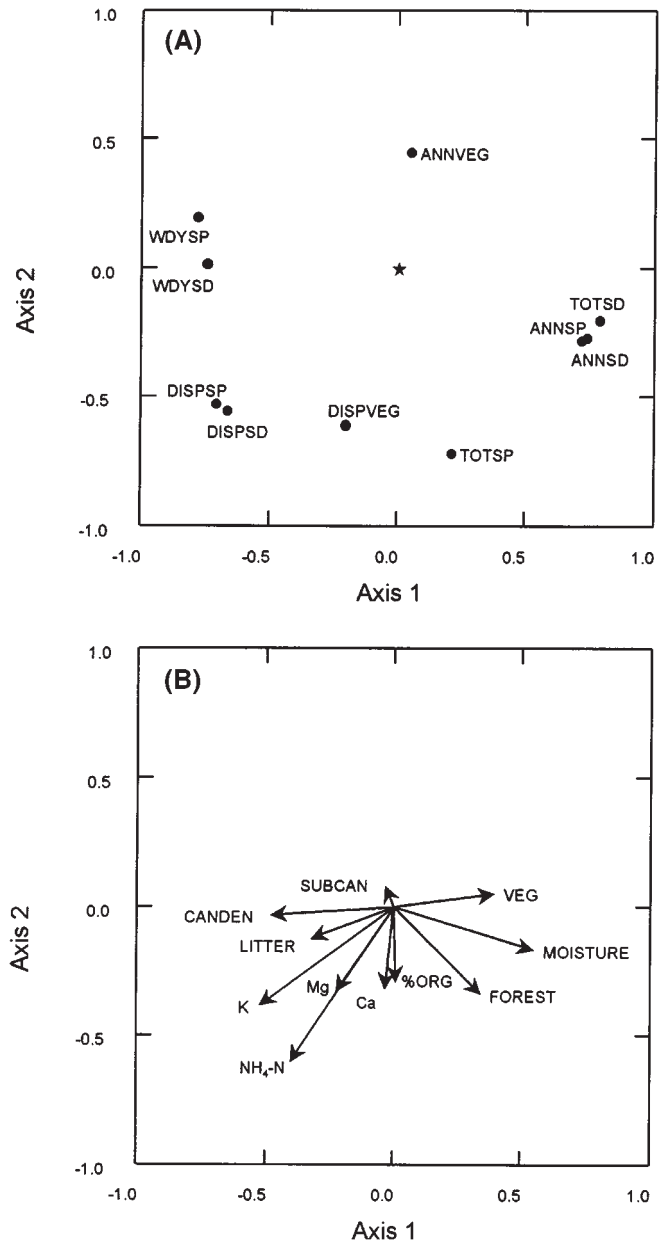 1.0
(A)
0.5
ANNVEG
WDYSP
0.0
WDYSD
TOTSD
ANNSP
ANNSD
DISPSP
-0.5
DISPVEG
DISPSD
TOTSP
-1.0
-1.0 -0.5 0.0 0.5 1.0
Axis 1
Axis 2
1.0
(B)
0.5
SUBCAN
VEG
0.0
CANDEN
LITTER
MOISTURE
Mg
%ORG
FOREST
K
Ca
-0.5
NH₄-N
-1.0
-1.0 -0.5 0.0 0.5 1.0
Axis 1
Axis 2